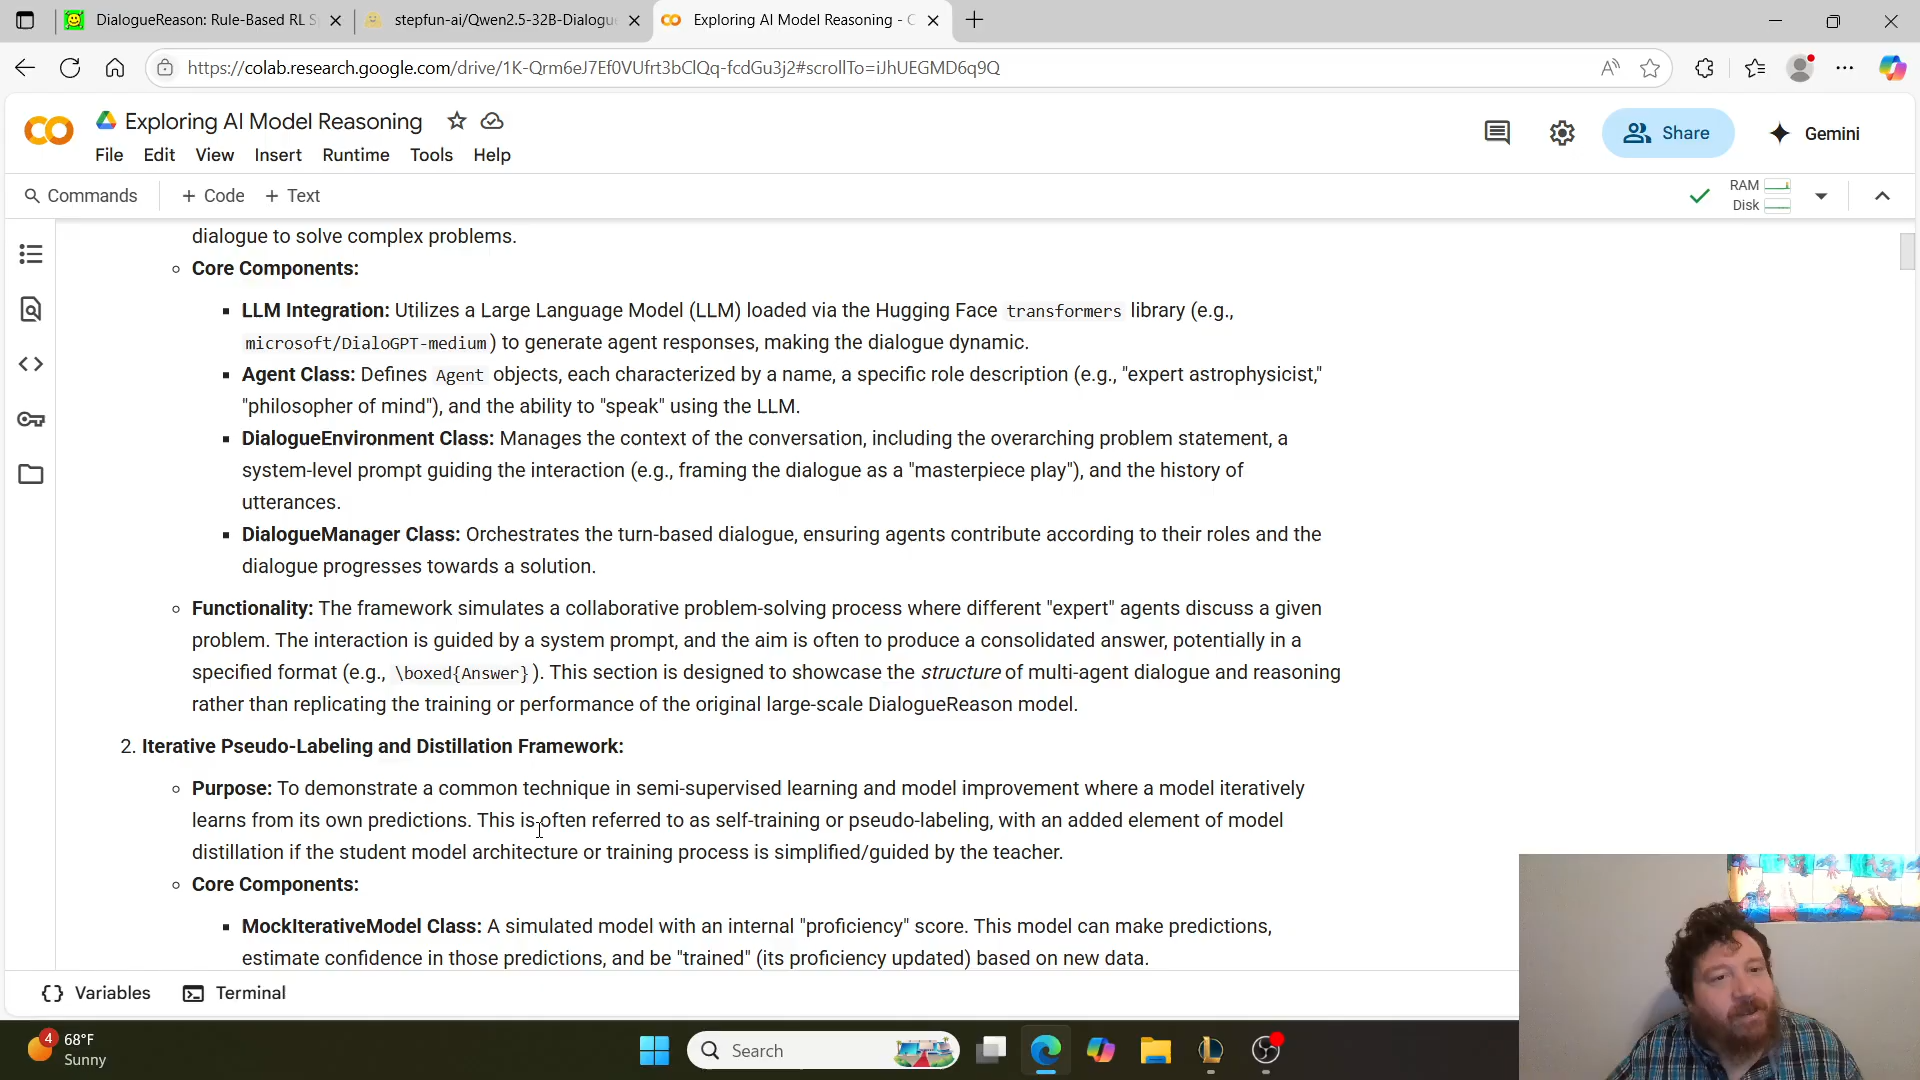 DialogueReason: Rule-Based RL S
stepfun-ai/Qwen2.5-32B-Dialogu
Exploring AI Model Reasoning - C
https://colab.research.google.com/drive/1K-Qrm6eJ7Ef0VUfrt3bClQq-fcdGu3j2#scrollTo=iJhUEGMD6q9Q
Exploring AI Model Reasoning
File Edit View Insert Runtime Tools Help
Share
Gemini
Commands + Code + Text
RAM
Disk
dialogue to solve complex problems.
Core Components:
LLM Integration: Utilizes a Large Language Model (LLM) loaded via the Hugging Face transformers library (e.g.,
microsoft/DialoGPT-medium) to generate agent responses, making the dialogue dynamic.
Agent Class: Defines Agent objects, each characterized by a name, a specific role description (e.g., "expert astrophysicist,"
"philosopher of mind"), and the ability to "speak" using the LLM.
DialogueEnvironment Class: Manages the context of the conversation, including the overarching problem statement, a
system-level prompt guiding the interaction (e.g., framing the dialogue as a "masterpiece play"), and the history of
utterances.
DialogueManager Class: Orchestrates the turn-based dialogue, ensuring agents contribute according to their roles and the
dialogue progresses towards a solution.
Functionality: The framework simulates a collaborative problem-solving process where different "expert" agents discuss a given
problem. The interaction is guided by a system prompt, and the aim is often to produce a consolidated answer, potentially in a
specified format (e.g., \boxed{Answer}). This section is designed to showcase the structure of multi-agent dialogue and reasoning
rather than replicating the training or performance of the original large-scale DialogueReason model.
2. Iterative Pseudo-Labeling and Distillation Framework:
Purpose: To demonstrate a common technique in semi-supervised learning and model improvement where a model iteratively
learns from its own predictions. This is often referred to as self-training or pseudo-labeling, with an added element of model
distillation if the student model architecture or training process is simplified/guided by the teacher.
Core Components:
MockIterativeModel Class: A simulated model with an internal "proficiency" score. This model can make predictions,
estimate confidence in those predictions, and be "trained" (its proficiency updated) based on new data.
Variables Terminal
4
68°F
Sunny
Search